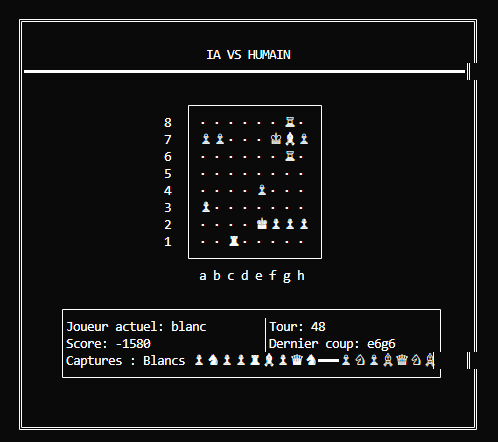 IA VS HUMAIN
8 . . . . . . ♖ .
7 ♟ ♟ . . . ♔ ♝ ♟
6 . . . . . . ♖ .
5 . . . . . . . .
4 . . . . ♟ . . .
3 ♟ . . . . . . .
2 . . . . ♚ ♟ ♟ ♟
1 . . ♜ . . . . .
a b c d e f g h
Joueur actuel: blanc
Tour: 48
Score: -1580
Dernier coup: e6g6
Captures : Blancs